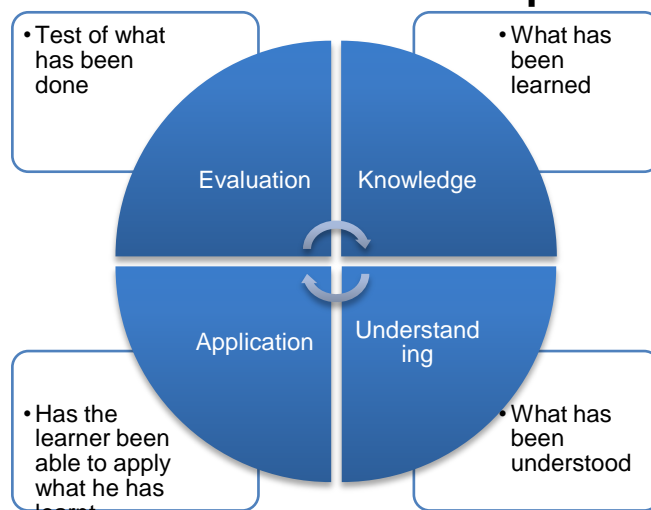 • Test of what
has been
done
• What has
been
learned
Evaluation
Knowledge
Application
Understand
ing
• Has the
learner been
able to apply
what he has
learnt
• What has
been
understood